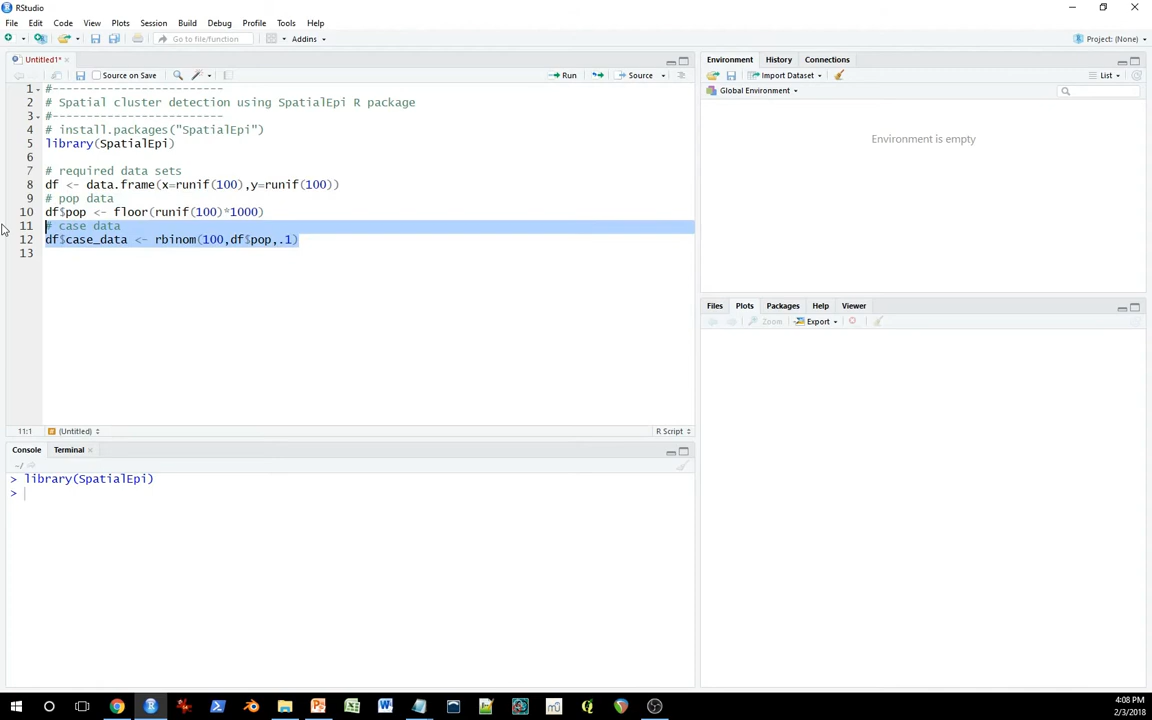 RStudio
File Edit Code View Plots Session Build Debug Profile Tools Help
Go to file/function Addins Project: (None)
Untitled1*
Source on Save Run Source
1 #-------------------------
2 # Spatial cluster detection using SpatialEpi R package
3 #-------------------------
4 # install.packages("SpatialEpi")
5 library(SpatialEpi)
6
7 # required data sets
8 df <- data.frame(x=runif(100),y=runif(100))
9 # pop data
10 df$pop <- floor(runif(100)*1000)
11 # case data
12 df$case_data <- rbinom(100,df$pop,.1)
13
11:1 (Untitled) R Script
Console Terminal
~/
> library(SpatialEpi)
>
Environment History Connections
Import Dataset List
Global Environment
Environment is empty
Files Plots Packages Help Viewer
Zoom Export
4:08 PM
2/3/2018